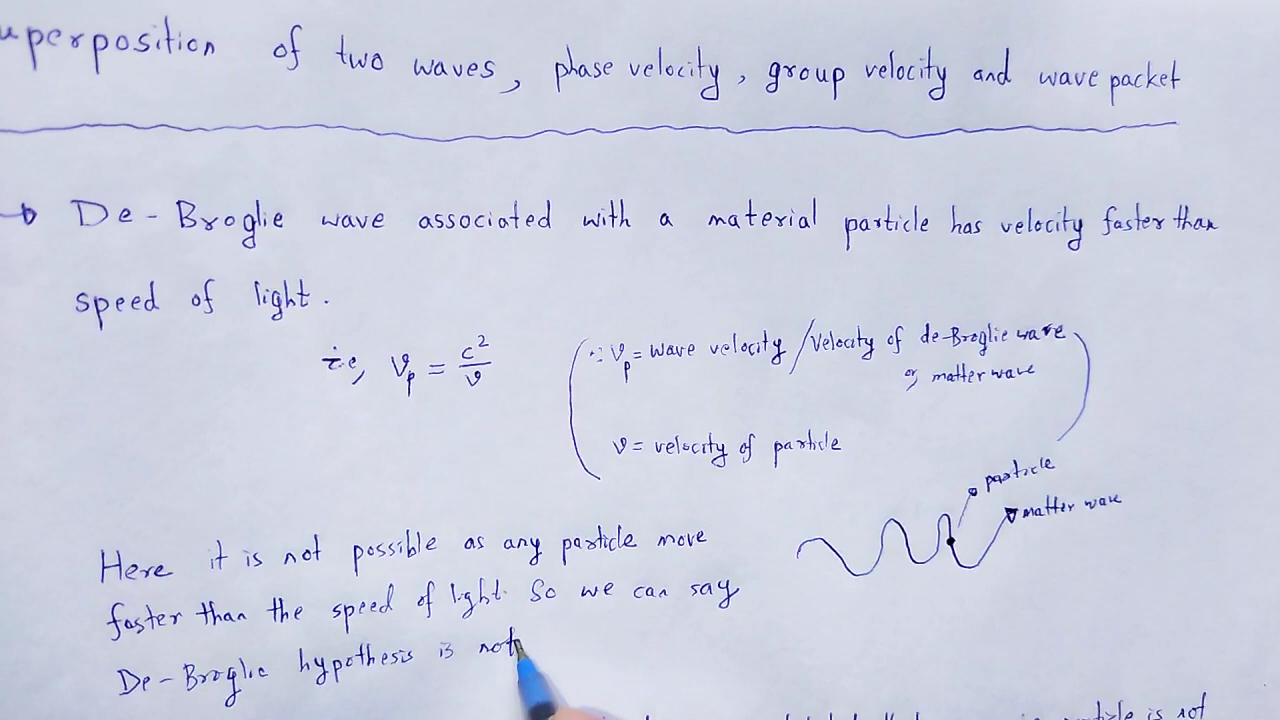 uperposition of two waves, phase velocity, group velocity and wave packet
De-Broglie wave associated with a material particle has velocity faster than
speed of light.
i.e, Vp = c²/v
(∵ Vp = wave velocity / Velocity of de-Broglie wave
or, matter wave
v = velocity of particle)
particle
matter wave
Here it is not possible as any particle move
faster than the speed of light. So we can say
De-Broglie hypothesis is not
particle is not